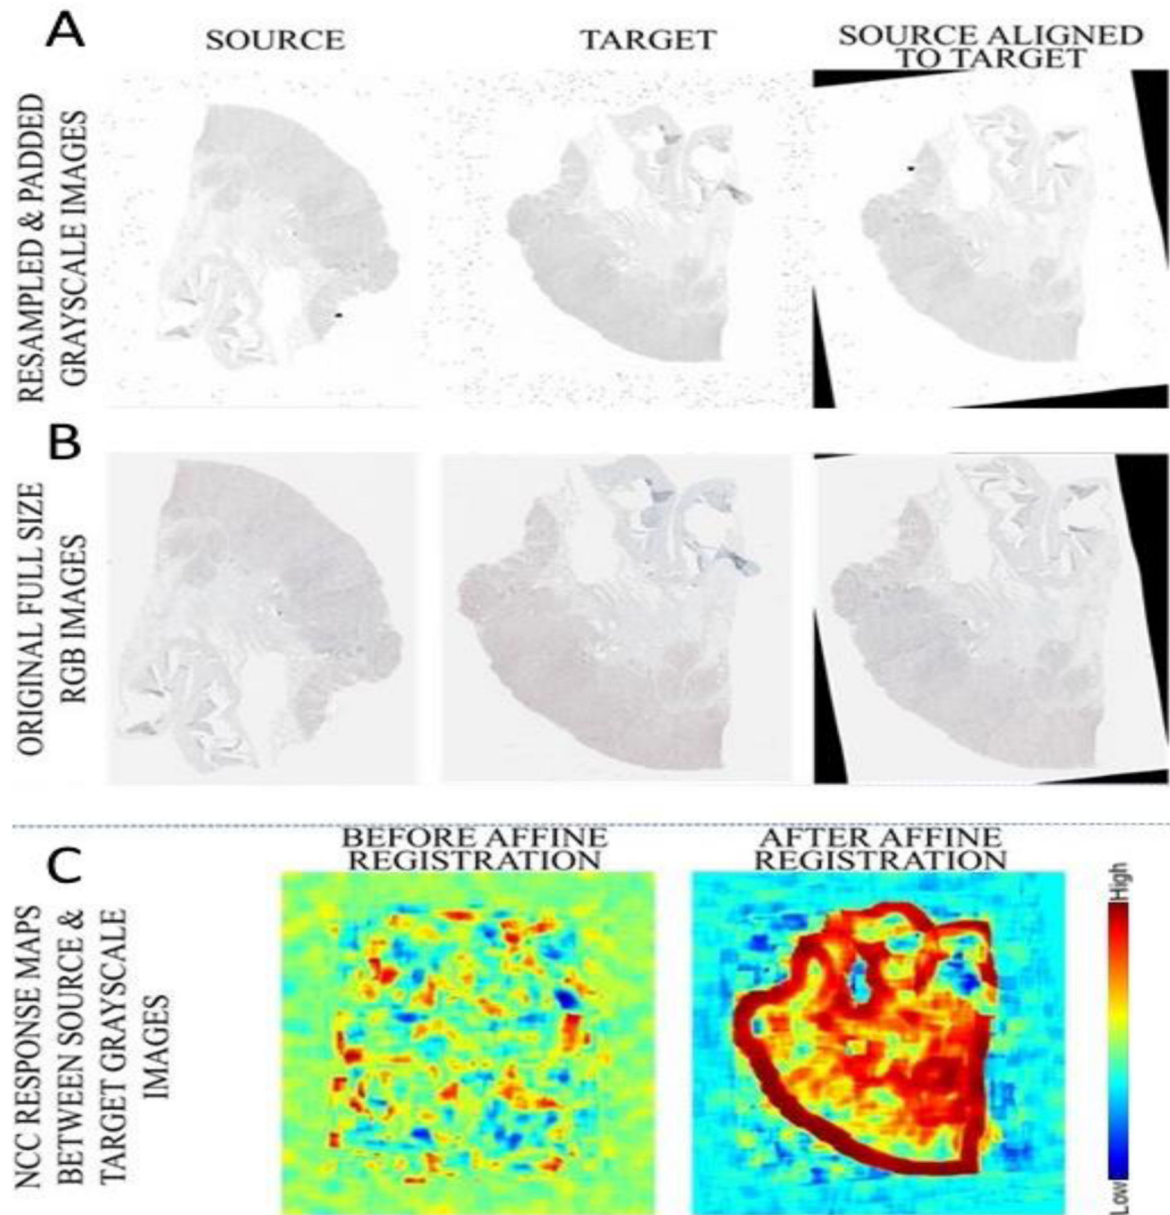 A
SOURCE
TARGET
SOURCE ALIGNED
TO TARGET
RESAMPLED & PADDED
GRAYSCALE IMAGES
B
ORIGINAL FULL SIZE
RGB IMAGES
C
BEFORE AFFINE
REGISTRATION
AFTER AFFINE
REGISTRATION
NCC RESPONSE MAPS
BETWEEN SOURCE &
TARGET GRAYSCALE
IMAGES
High
Low